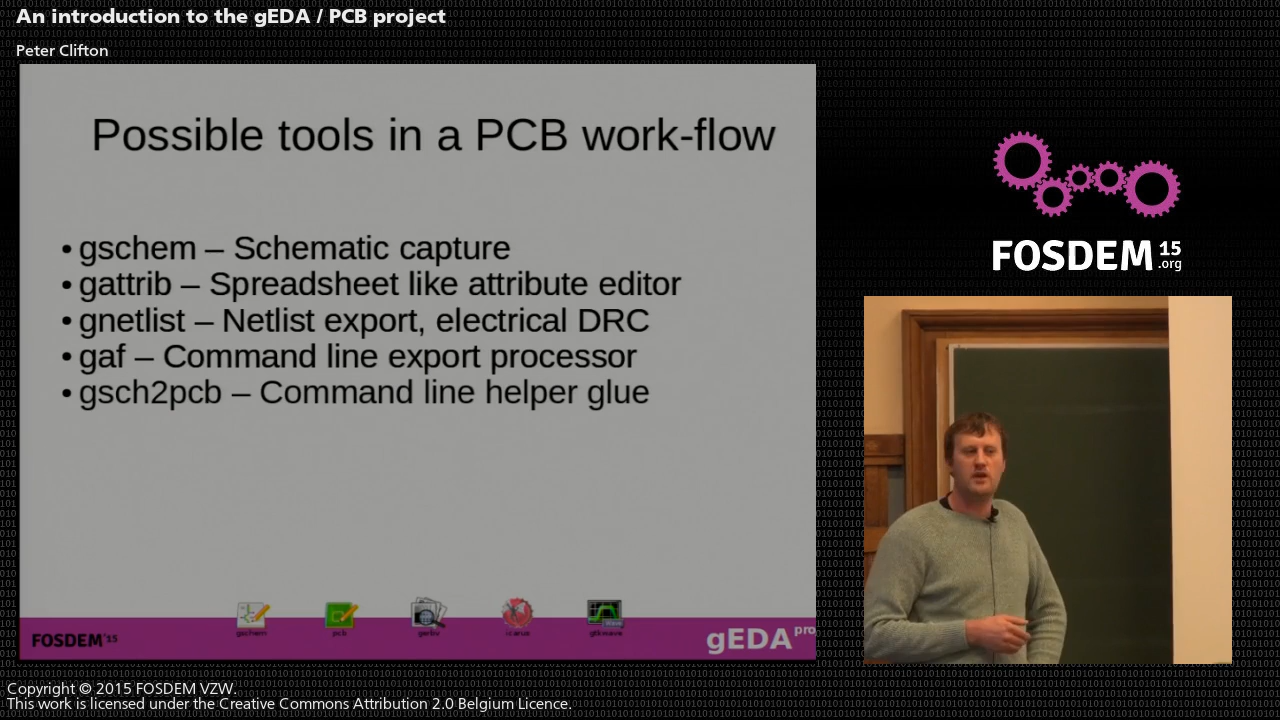 An introduction to the gEDA / PCB project
Peter Clifton
Possible tools in a PCB work-flow
• gschem – Schematic capture
• gattrib – Spreadsheet like attribute editor
• gnetlist – Netlist export, electrical DRC
• gaf – Command line export processor
• gsch2pcb – Command line helper glue
gschem pcb gerbv icarus gtkwave
FOSDEM'15
gEDA pro
FOSDEM 15
.org
Copyright © 2015 FOSDEM VZW.
This work is licensed under the Creative Commons Attribution 2.0 Belgium Licence.